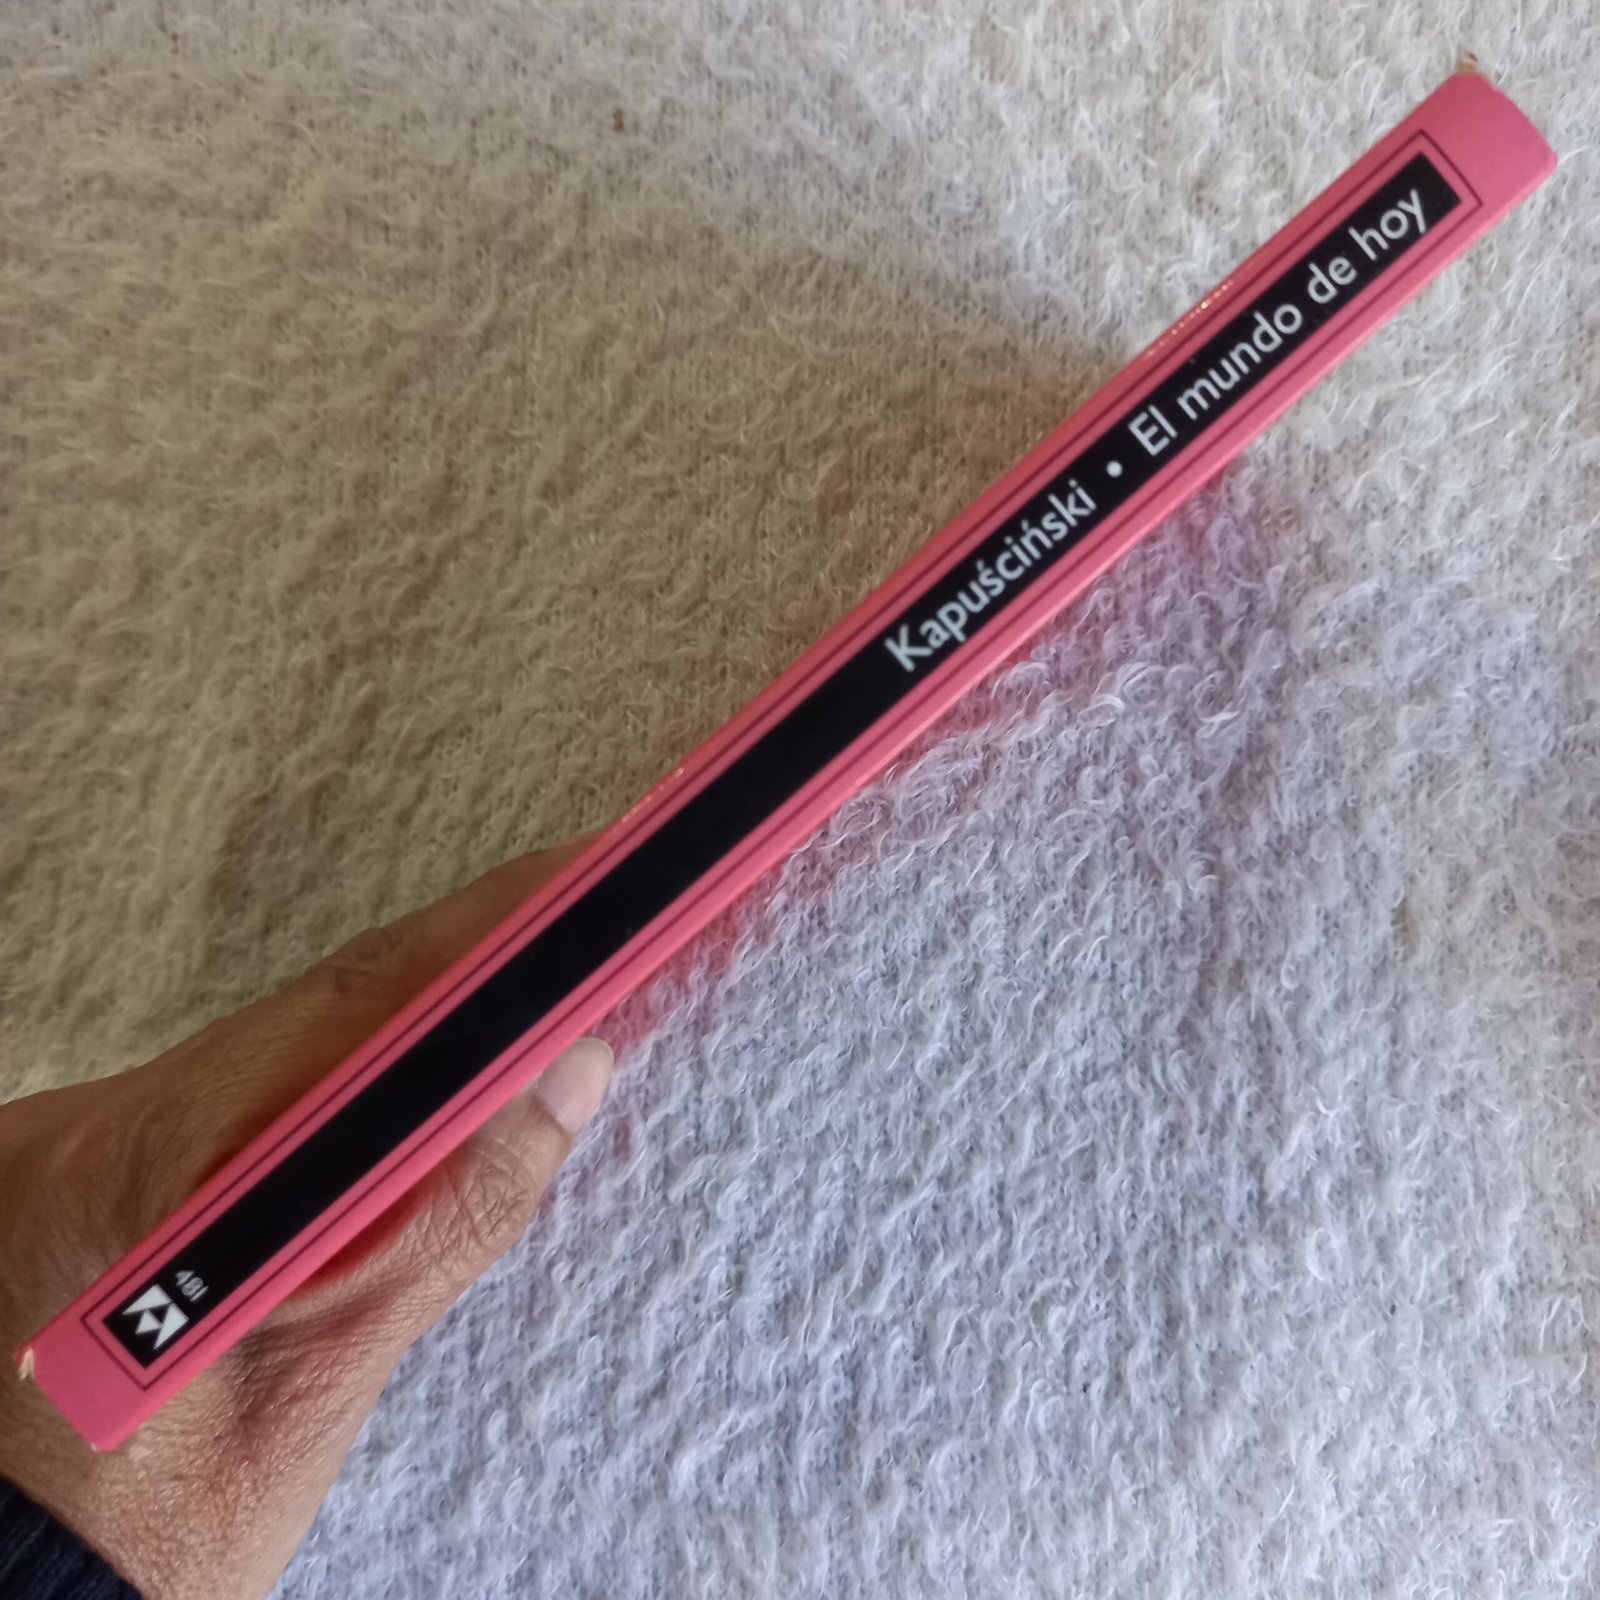 Kapuściński • El mundo de hoy
481